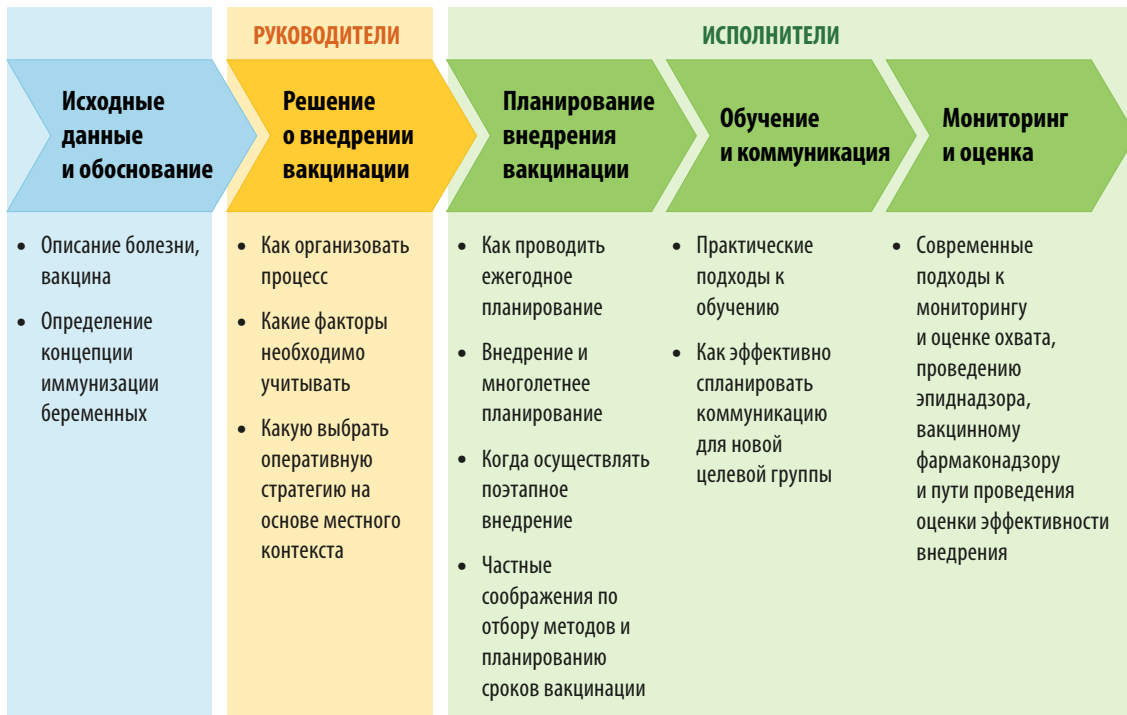 РУКОВОДИТЕЛИ
ИСПОЛНИТЕЛИ
Исходные
данные
и обоснование
Решение
о внедрении
вакцинации
Планирование
внедрения
вакцинации
Обучение
и коммуникация
Мониторинг
и оценка
• Описание болезни,
вакцина
• Определение
концепции
иммунизации
беременных
• Как организовать
процесс
• Какие факторы
необходимо
учитывать
• Какую выбрать
оперативную
стратегию на
основе местного
контекста
• Как проводить
ежегодное
планирование
• Внедрение и
многолетнее
планирование
• Когда осуществлять
поэтапное
внедрение
• Частные
соображения по
отбору методов и
планированию
сроков вакцинации
• Практические
подходы к
обучению
• Как эффективно
спланировать
коммуникацию
для новой
целевой группы
• Современные
подходы к
мониторингу
и оценке охвата,
проведению
эпиднадзора,
вакцинному
фармаконадзору
и пути проведения
оценки эффективности
внедрения